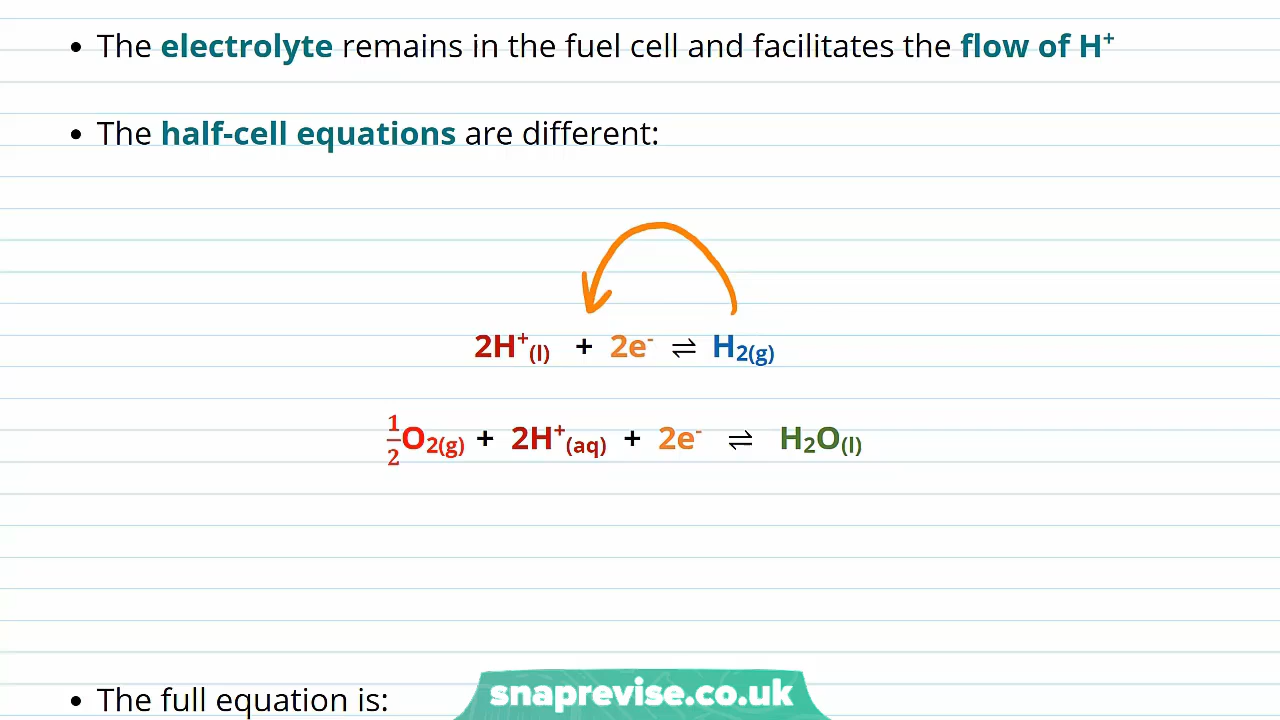 • The electrolyte remains in the fuel cell and facilitates the flow of H⁺
• The half-cell equations are different:
2H⁺(l) + 2e⁻ ⇌ H₂(g)
½O₂(g) + 2H⁺(aq) + 2e⁻ ⇌ H₂O(l)
• The full equation is:
snaprevise.co.uk